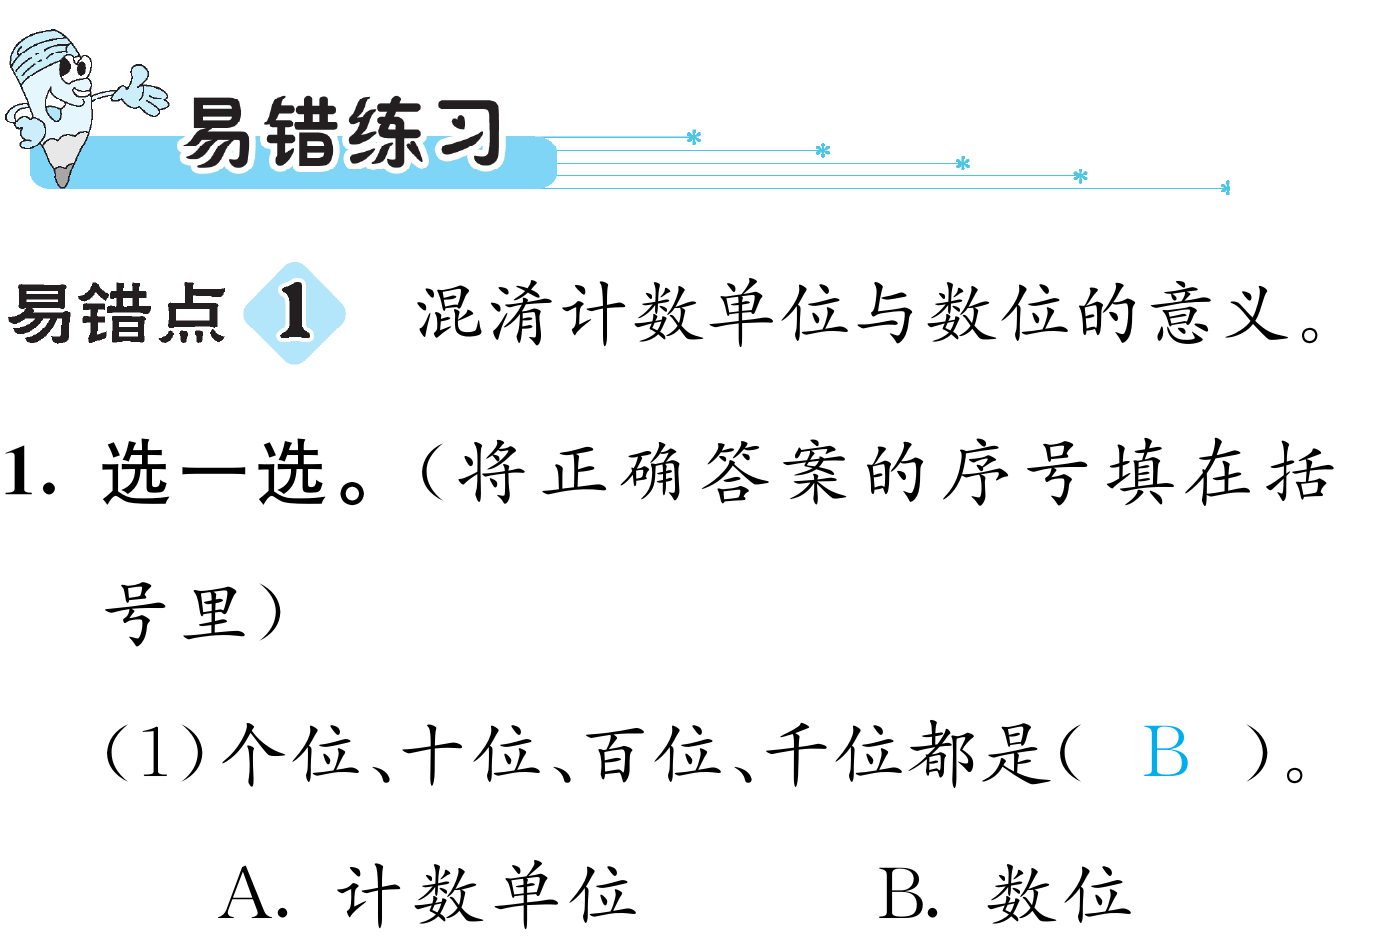 易错练习
易错点 1 混淆计数单位与数位的意义。
1. 选一选。（将正确答案的序号填在括
号里）
（1）个位、十位、百位、千位都是( B )。
A. 计数单位 B. 数位